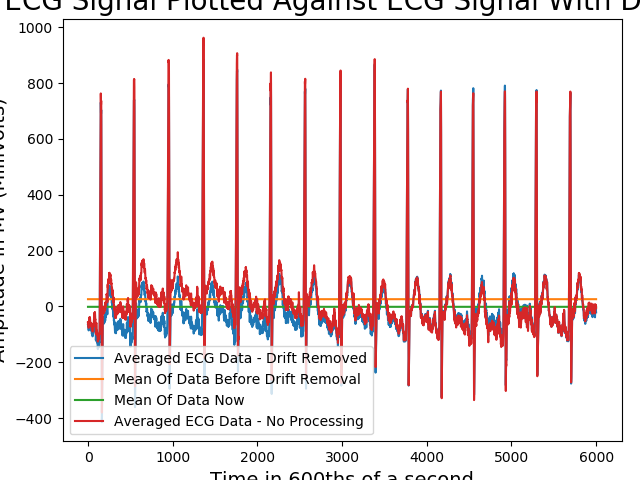 ECG Signal Plotted Against ECG Signal With D
1000
800
600
400
200
0
−200
−400
Amplitude in MV (Millivolts)
Averaged ECG Data - Drift Removed
Mean Of Data Before Drift Removal
Mean Of Data Now
Averaged ECG Data - No Processing
0
1000
2000
3000
4000
5000
6000
Time in 600ths of a second